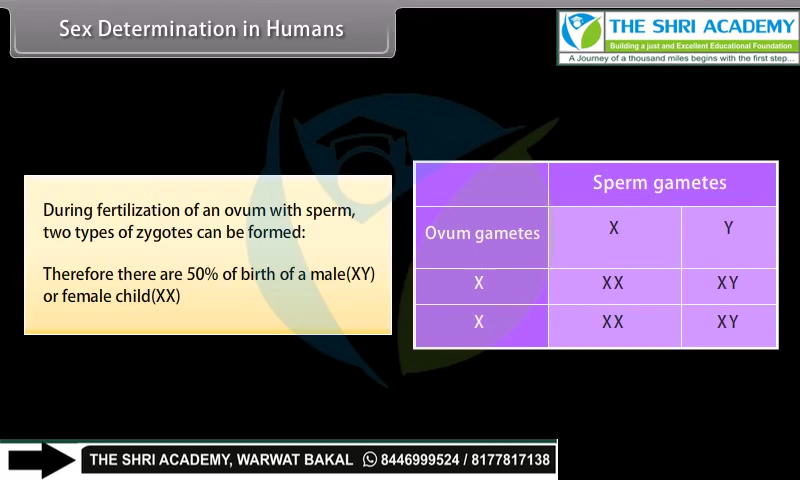 Sex Determination in Humans
THE SHRI ACADEMY
Building a just and Excellent Educational Foundation
A Journey of a thousand miles begins with the first step...
During fertilization of an ovum with sperm,
two types of zygotes can be formed:
Therefore there are 50% of birth of a male(XY)
or female child(XX)
Sperm gametes
Ovum gametes X Y
X XX XY
X XX XY
THE SHRI ACADEMY, WARWAT BAKAL 8446999524 / 8177817138